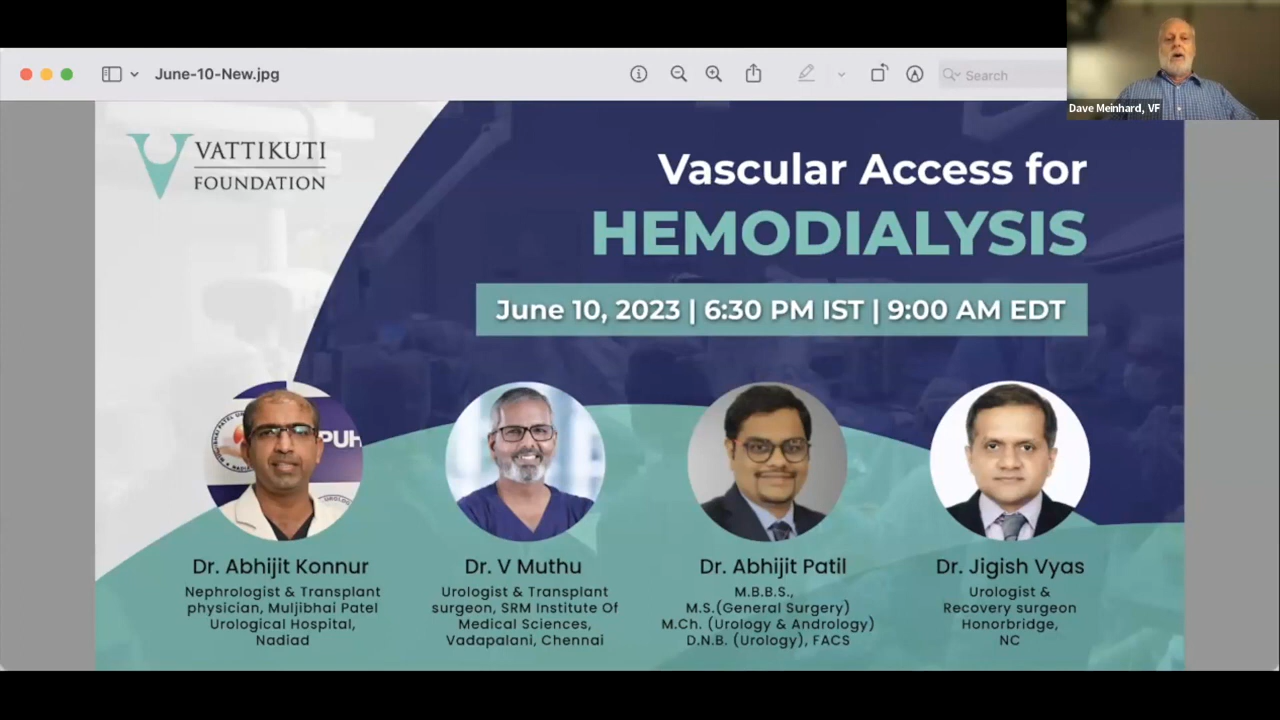 June-10-New.jpg
Search
Dave Meinhard, VF
VATTIKUTI
FOUNDATION
Vascular Access for
HEMODIALYSIS
June 10, 2023 | 6:30 PM IST | 9:00 AM EDT
PUH
Dr. Abhijit Konnur
Nephrologist & Transplant
physician, Muljibhai Patel
Urological Hospital,
Nadiad
Dr. V Muthu
Urologist & Transplant
surgeon, SRM Institute Of
Medical Sciences,
Vadapalani, Chennai
Dr. Abhijit Patil
M.B.B.S.,
M.S.(General Surgery)
M.Ch. (Urology & Andrology)
D.N.B. (Urology), FACS
Dr. Jigish Vyas
Urologist &
Recovery surgeon
Honorbridge,
NC